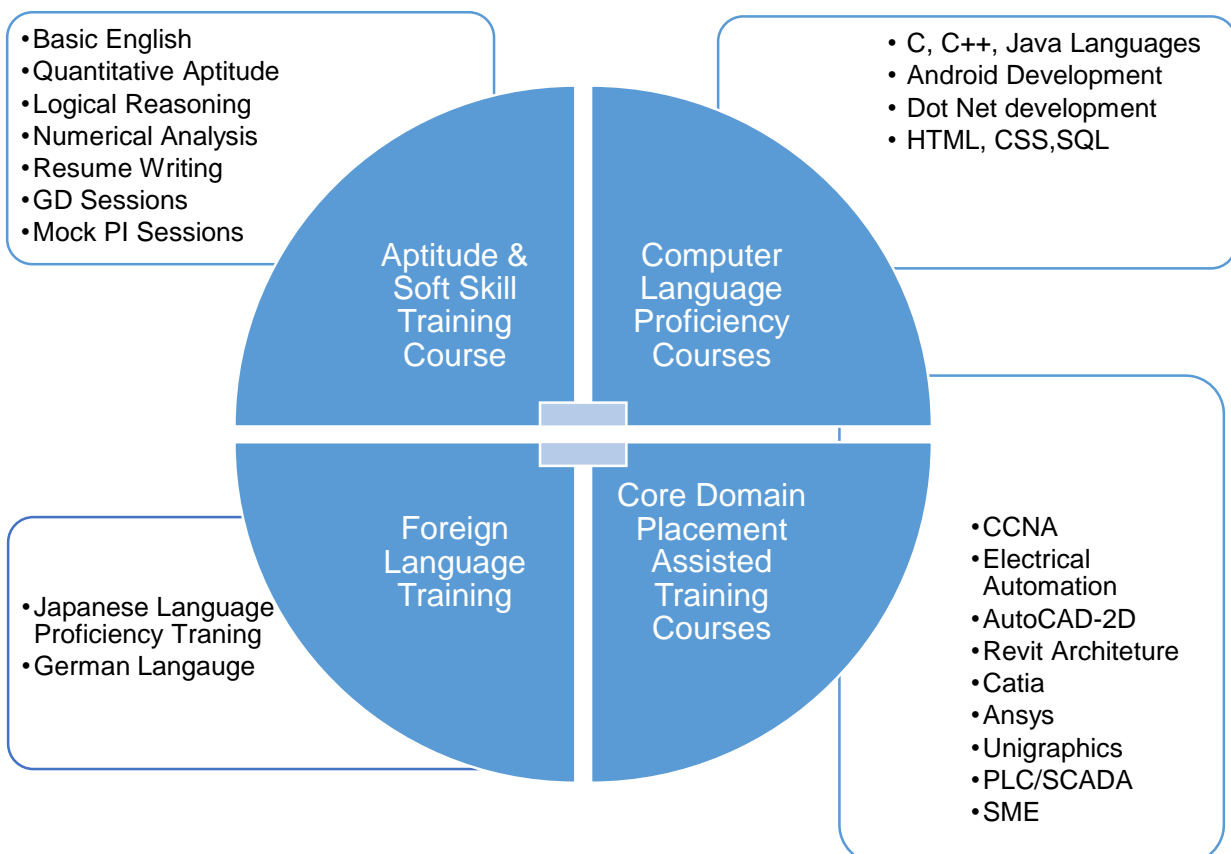 •Basic English
•Quantitative Aptitude
•Logical Reasoning
•Numerical Analysis
•Resume Writing
•GD Sessions
•Mock PI Sessions
• C, C++, Java Languages
• Android Development
• Dot Net development
• HTML, CSS,SQL
Aptitude &
Soft Skill
Training
Course
Computer
Language
Proficiency
Courses
Foreign
Language
Training
Core Domain
Placement
Assisted
Training
Courses
•Japanese Language
Proficiency Traning
•German Langauge
•CCNA
•Electrical
Automation
•AutoCAD-2D
•Revit Architeture
•Catia
•Ansys
•Unigraphics
•PLC/SCADA
•SME